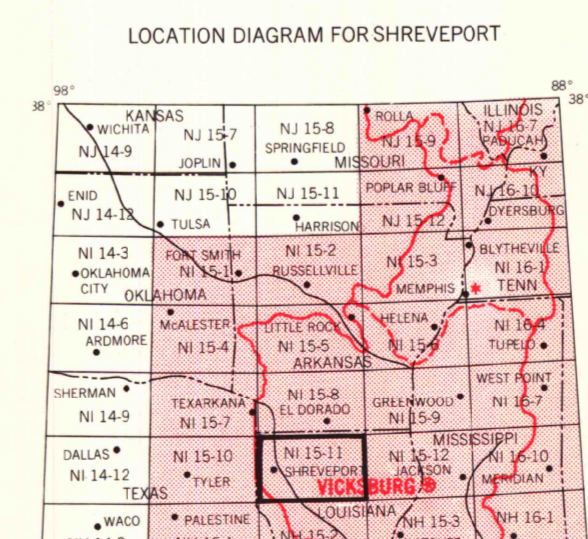 LOCATION DIAGRAM FOR SHREVEPORT
98°
88°
38°
38°
KANSAS
ROLLA
ILLINOIS
WICHITA
NJ 15-7
NJ 15-8
NJ 15-9
NJ 16-7
NJ 14-9
JOPLIN
SPRINGFIELD
MISSOURI
PADUCAH
KY
ENID
NJ 15-10
NJ 15-11
POPLAR BLUFF
NJ 16-10
NJ 14-12
TULSA
HARRISON
NJ 15-12
DYERSBURG
NI 14-3
FORT SMITH
NI 15-2
NI 15-3
BLYTHEVILLE
OKLAHOMA
CITY
NI 15-1
RUSSELLVILLE
NI 16-1
OKLAHOMA
MEMPHIS
TENN
NI 14-6
McALESTER
LITTLE ROCK
HELENA
NI 16-4
ARDMORE
NI 15-4
NI 15-5
NI 15-6
TUPELO
ARKANSAS
SHERMAN
TEXARKANA
NI 15-8
GREENWOOD
WEST POINT
NI 14-9
NI 15-7
EL DORADO
NI 15-9
NI 16-7
MISSISSIPPI
DALLAS
NI 15-10
NI 15-11
NI 15-12
NI 16-10
NI 14-12
TYLER
SHREVEPORT
JACKSON
MERIDIAN
TEXAS
VICKSBURG
LOUISIANA
WACO
PALESTINE
NH 15-3
NH 16-1
NH 15-2